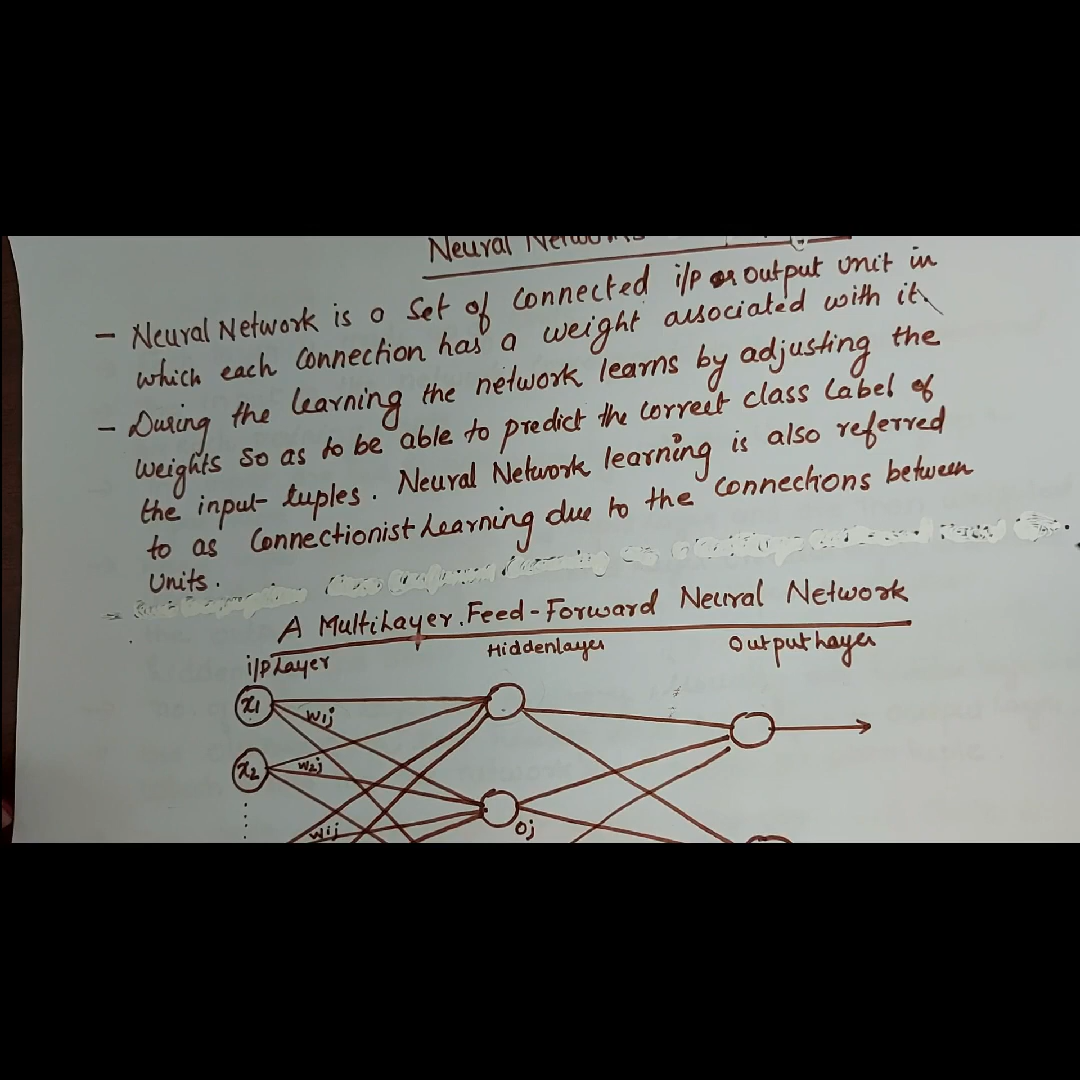 Neural Networks
- Neural Network is a set of connected i/p or output unit in
which each connection has a weight associated with it.
- During the learning the network learns by adjusting the
weights so as to be able to predict the correct class label of
the input tuples. Neural Network learning is also referred
to as Connectionist Learning due to the connections between
units.
A MultiLayer Feed-Forward Neural Network
i/p Layer Hidden layer Output Layer
x1 w1j
x2 w2j
wij Oj